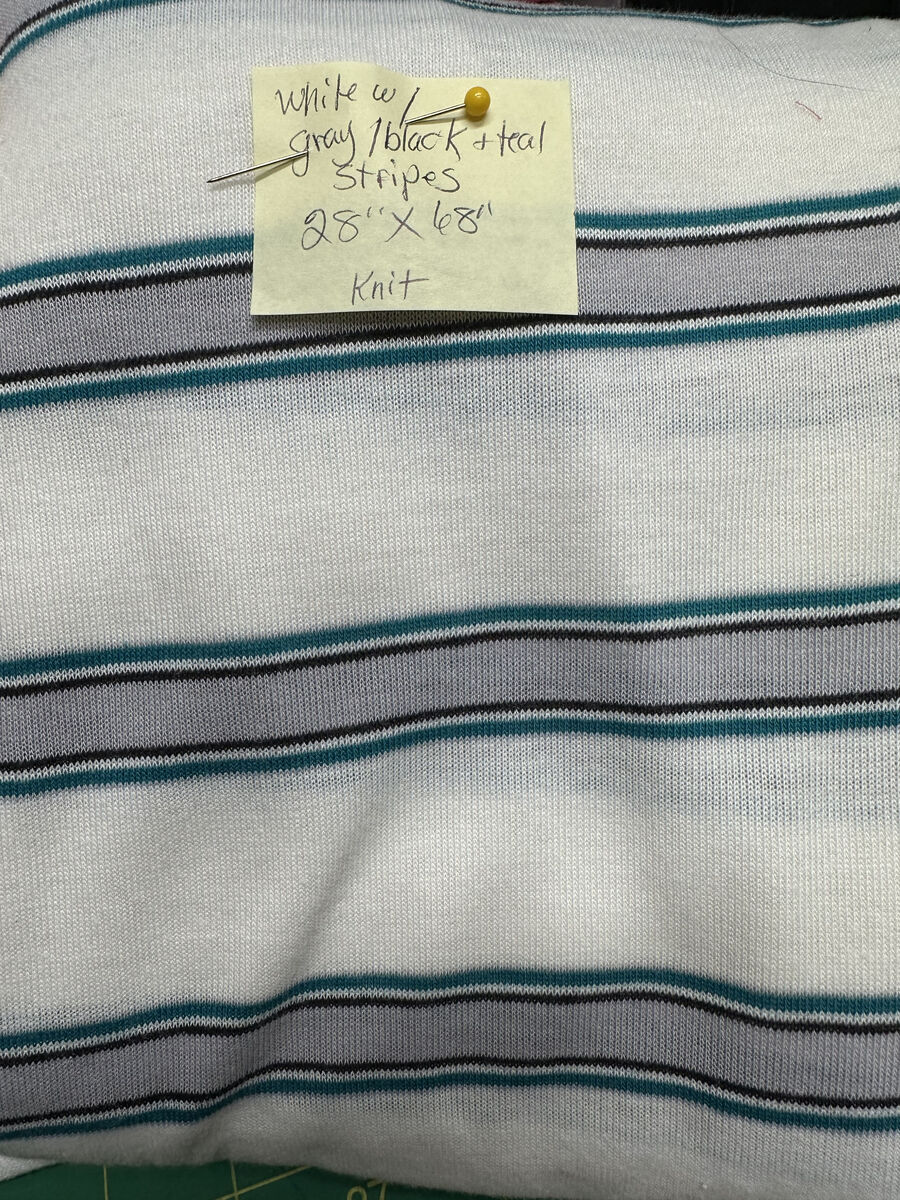 white w/
gray/black + teal
stripes
28" X 68"
Knit